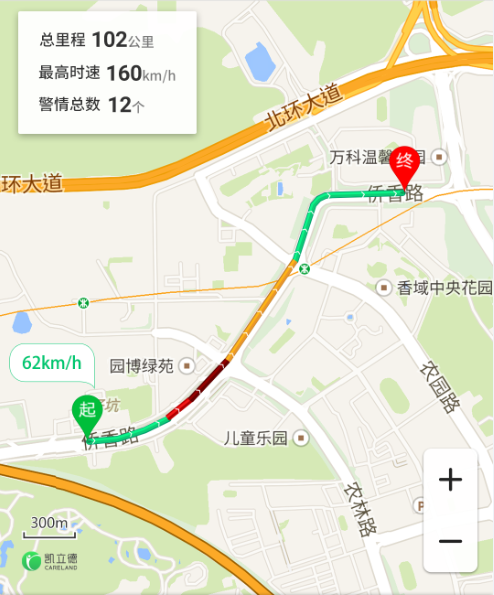 总里程 102公里
最高时速 160km/h
警情总数 12个
北环大道
万科温馨 园
终
侨香路
环大道
香域中央花园
62km/h
园博绿苑
农园路
起
坑
侨香路
儿童乐园
农林路
P
+
300m
凯立德
CARELAND
−